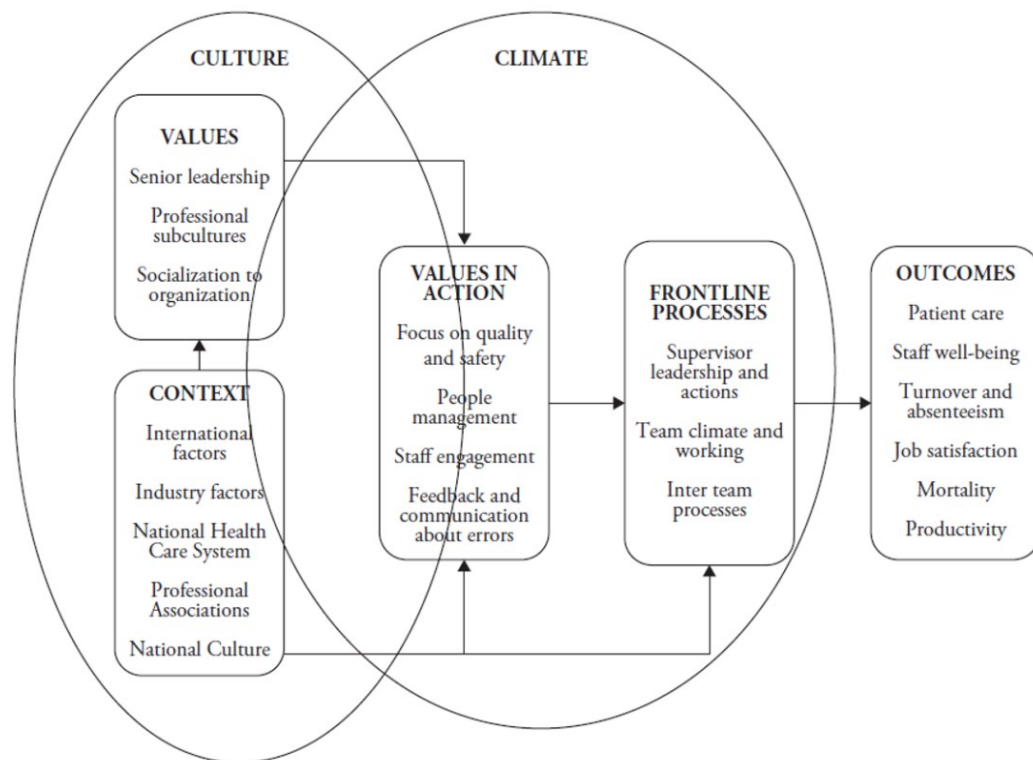 CULTURE
CLIMATE
VALUES
Senior leadership
Professional
subcultures
Socialization to
organization
CONTEXT
International
factors
Industry factors
National Health
Care System
Professional
Associations
National Culture
VALUES IN
ACTION
Focus on quality
and safety
People
management
Staff engagement
Feedback and
communication
about errors
FRONTLINE
PROCESSES
Supervisor
leadership and
actions
Team climate and
working
Inter team
processes
OUTCOMES
Patient care
Staff well-being
Turnover and
absenteeism
Job satisfaction
Mortality
Productivity